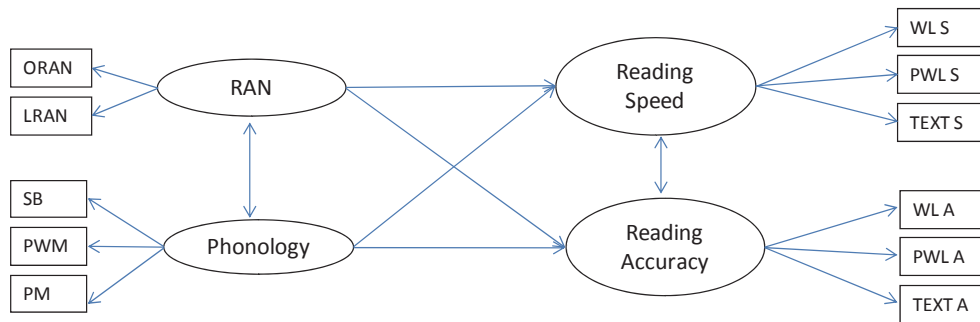 ORAN
LRAN
RAN
Reading
Speed
WL S
PWL S
TEXT S
SB
PWM
PM
Phonology
Reading
Accuracy
WL A
PWL A
TEXT A